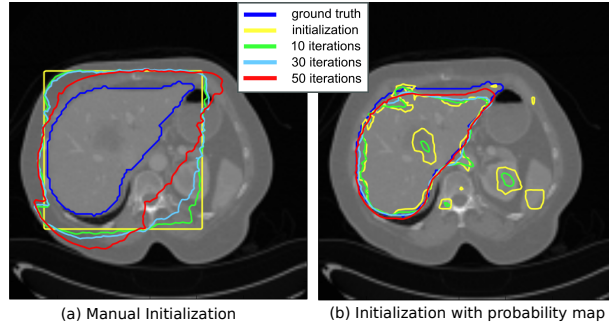 ground truth
initialization
10 iterations
30 iterations
50 iterations
(a) Manual Initialization
(b) Initialization with probability map